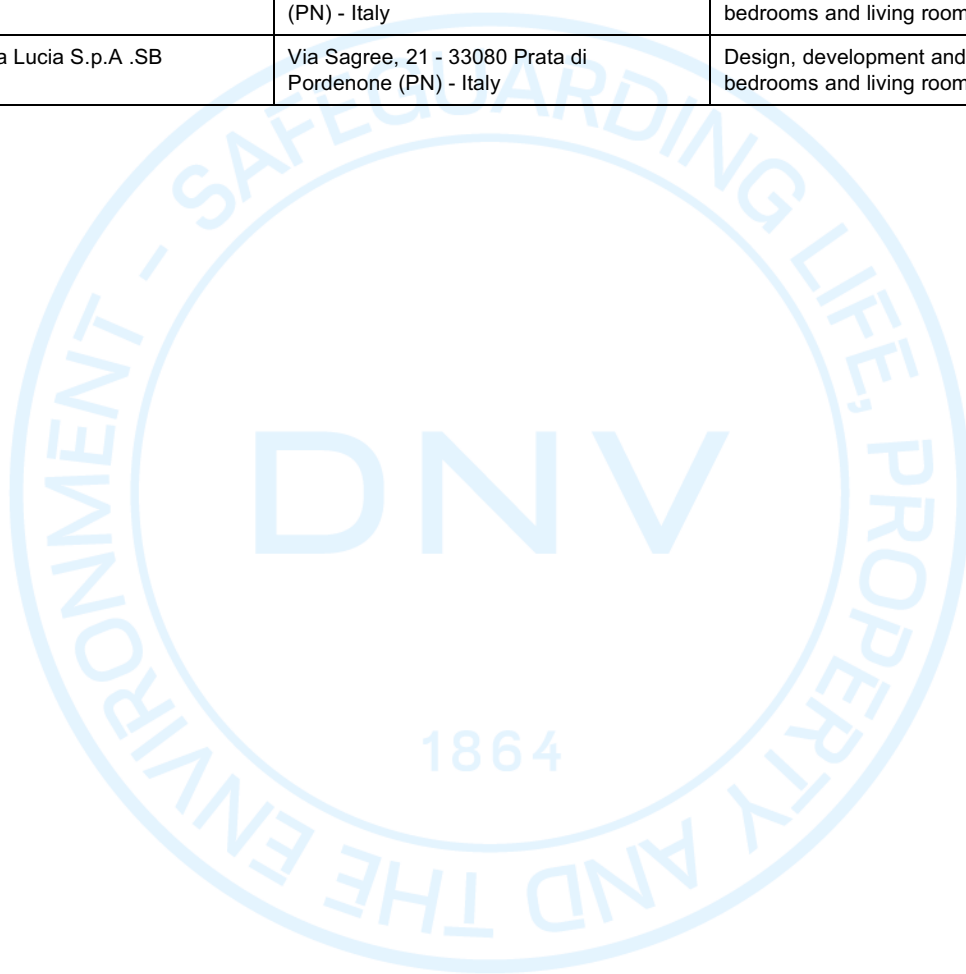 (PN) - Italy
bedrooms and living room
a Lucia S.p.A .SB
Via Sagree, 21 - 33080 Prata di
Pordenone (PN) - Italy
Design, development and
bedrooms and living room
SAFEGUARDING LIFE, PROPERTY AND THE ENVIRONMENT -
DNV
1864